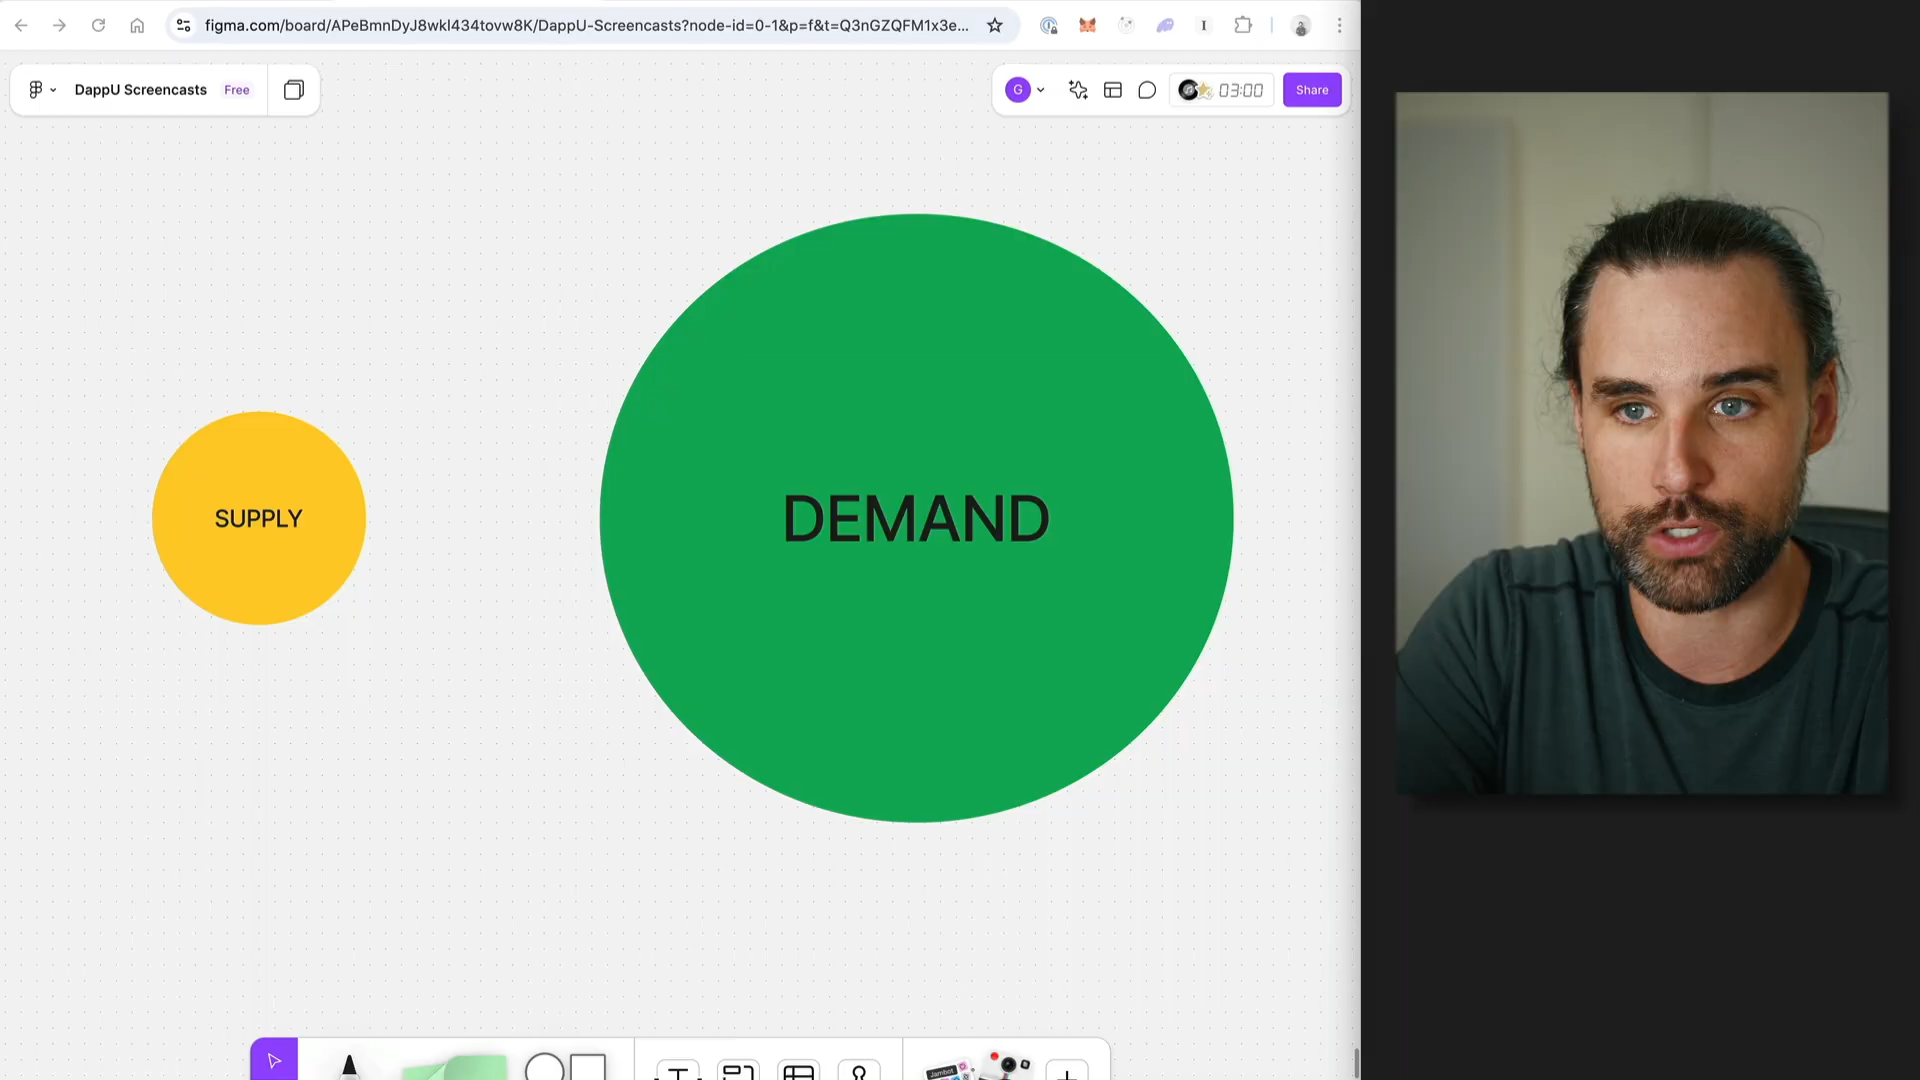 figma.com/board/APeBmnDyJ8wkl434tovw8K/DappU-Screencasts?node-id=0-1&p=f&t=Q3nGZQFM1x3e...
DappU Screencasts
Free
G
03:00
Share
SUPPLY
DEMAND
Jambot